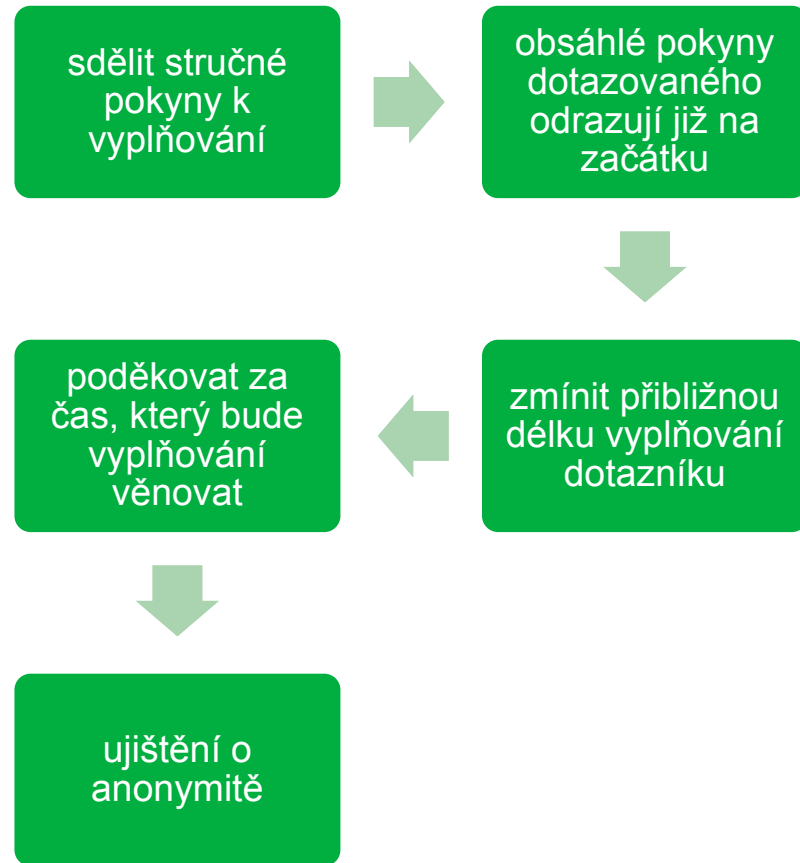 sdělit stručné
pokyny k
vyplňování
obsáhlé pokyny
dotazovaného
odrazují již na
začátku
zmínit přibližnou
délku vyplňování
dotazníku
poděkovat za
čas, který bude
vyplňování
věnovat
ujištění o
anonymitě